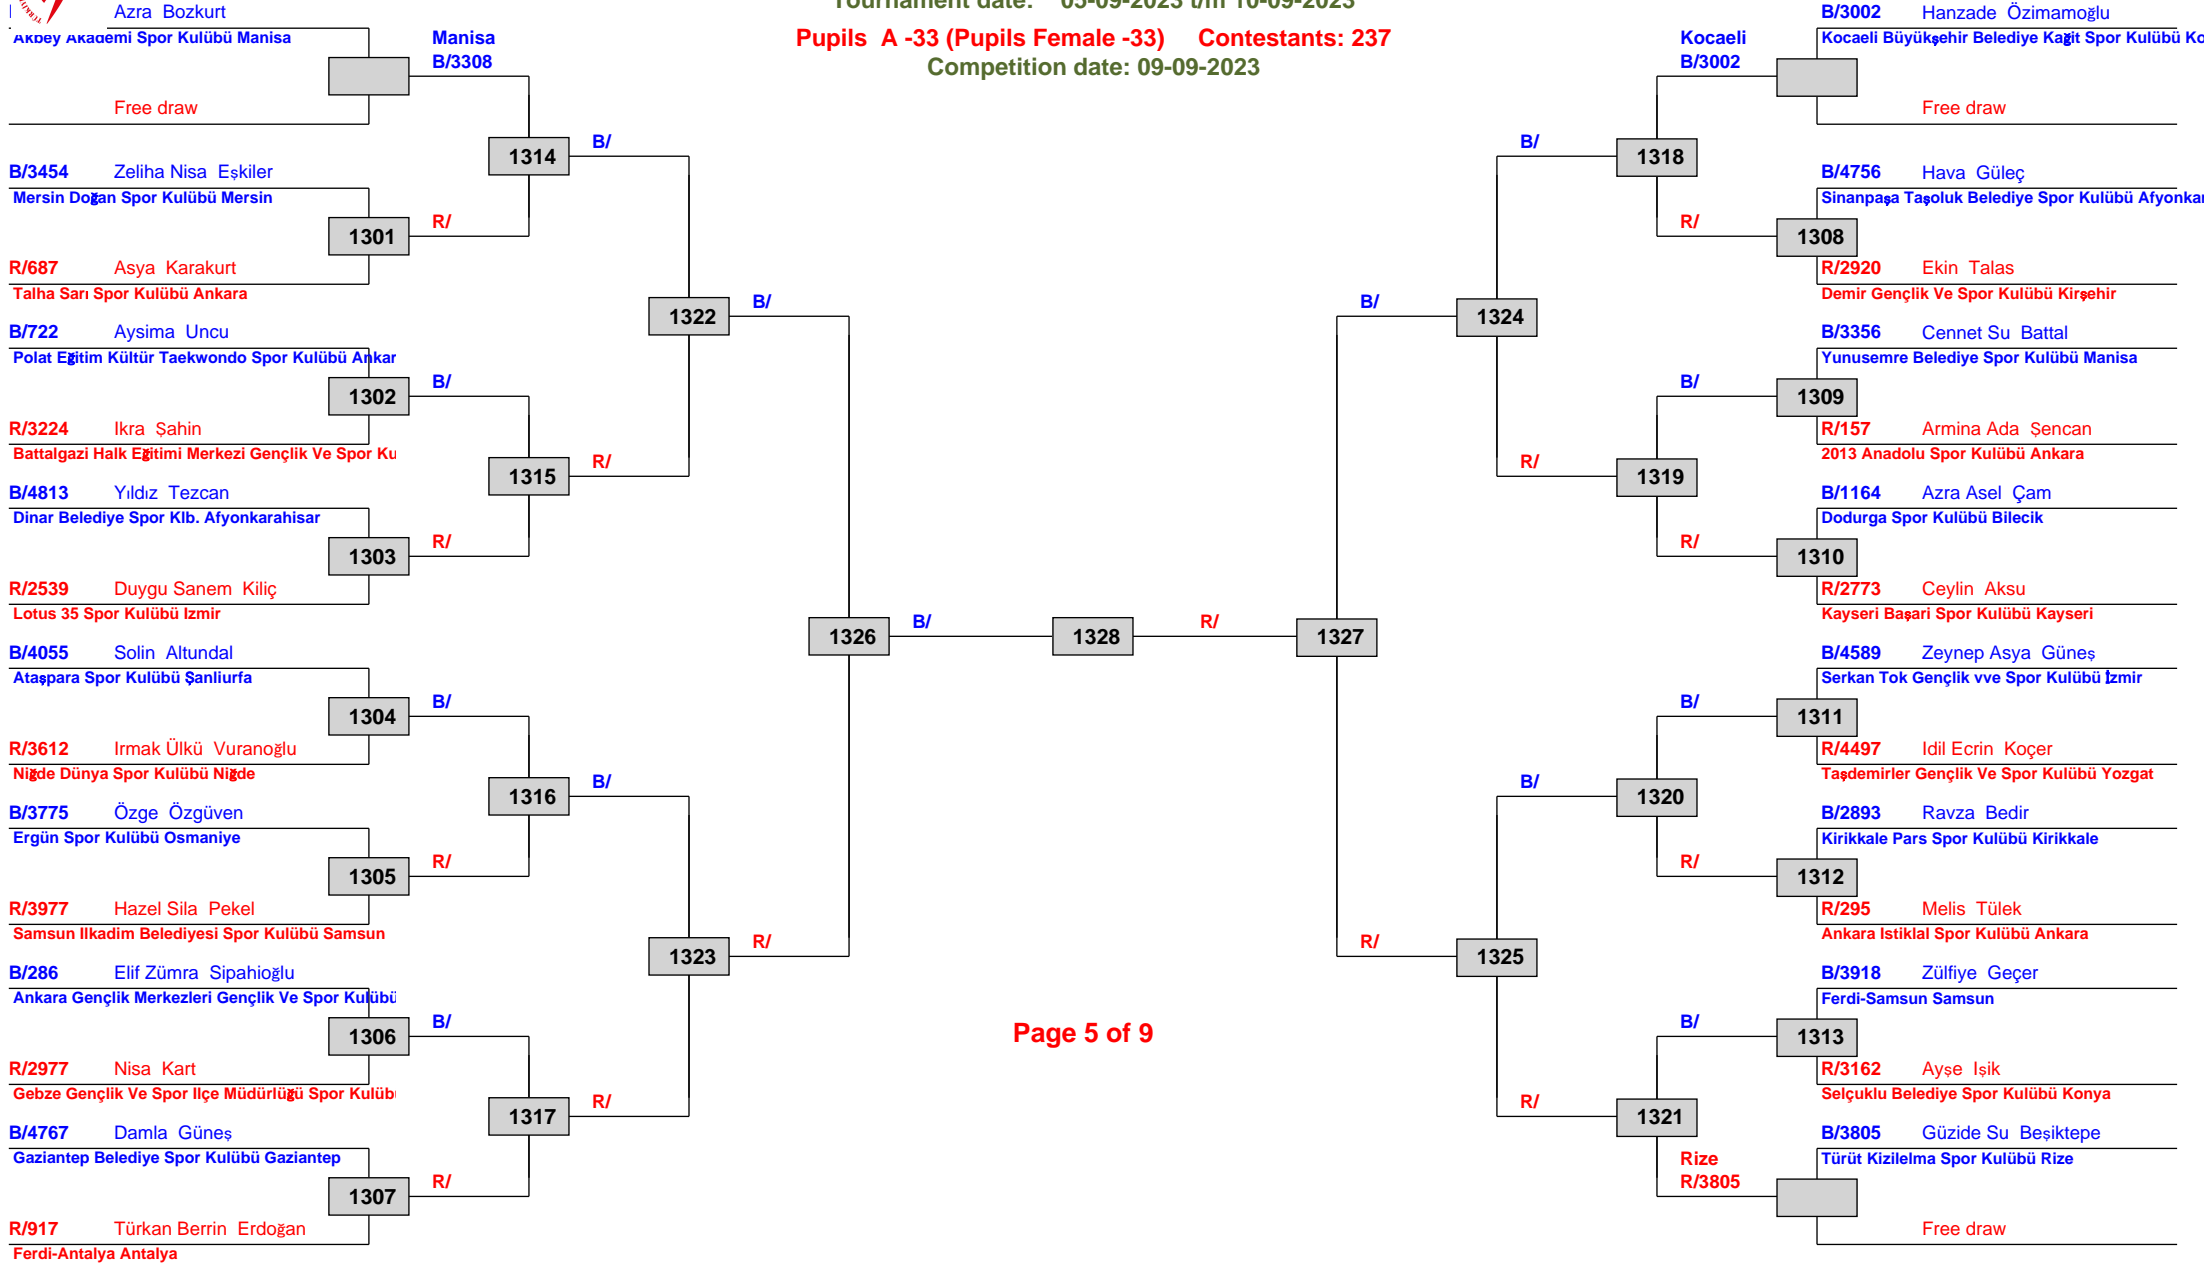 Azra Bozkurt
Akbey Akademi Spor Kulübü Manisa
Free draw
B/3454 Zeliha Nisa Eşkiler
Mersin Doğan Spor Kulübü Mersin
R/687 Asya Karakurt
Talha Sarı Spor Kulübü Ankara
B/722 Aysima Uncu
Polat Eğitim Kültür Taekwondo Spor Kulübü Ankar
R/3224 Ikra Şahin
Battalgazi Halk Eğitimi Merkezi Gençlik Ve Spor Ku
B/4813 Yıldız Tezcan
Dinar Belediye Spor Klb. Afyonkarahisar
R/2539 Duygu Sanem Kiliç
Lotus 35 Spor Kulübü Izmir
B/4055 Solin Altundal
Ataşpara Spor Kulübü Şanliurfa
R/3612 Irmak Ülkü Vuranoğlu
Niğde Dünya Spor Kulübü Niğde
B/3775 Özge Özgüven
Ergün Spor Kulübü Osmaniye
R/3977 Hazel Sila Pekel
Samsun Ilkadim Belediyesi Spor Kulübü Samsun
B/286 Elif Zümra Sipahioğlu
Ankara Gençlik Merkezleri Gençlik Ve Spor Kulübü
R/2977 Nisa Kart
Gebze Gençlik Ve Spor Ilçe Müdürlüğü Spor Kulüb
B/4767 Damla Güneş
Gaziantep Belediye Spor Kulübü Gaziantep
R/917 Türkan Berrin Erdoğan
Ferdi-Antalya Antalya
1301
1302
1303
1304
1305
1306
1307
Manisa
B/3308
R/
B/
R/
B/
R/
B/
R/
1314
1315
1316
1317
B/
R/
B/
R/
1322
1323
B/
R/
1326
B/
Tournament date: 05-09-2023 t/m 10-09-2023
Pupils A -33 (Pupils Female -33) Contestants: 237
Competition date: 09-09-2023
1328
Page 5 of 9
R/
1327
B/
R/
1324
1325
B/
R/
B/
R/
1318
1319
1320
1321
Kocaeli
B/3002
R/
B/
R/
B/
R/
B/
Rize
R/3805
1308
1309
1310
1311
1312
1313
B/3002 Hanzade Özimamoğlu
Kocaeli Büyükşehir Belediye Kağit Spor Kulübü Ko
Free draw
B/4756 Hava Güleç
Sinanpaşa Taşoluk Belediye Spor Kulübü Afyonkar
R/2920 Ekin Talas
Demir Gençlik Ve Spor Kulübü Kirşehir
B/3356 Cennet Su Battal
Yunusemre Belediye Spor Kulübü Manisa
R/157 Armina Ada Şencan
2013 Anadolu Spor Kulübü Ankara
B/1164 Azra Asel Çam
Dodurga Spor Kulübü Bilecik
R/2773 Ceylin Aksu
Kayseri Başari Spor Kulübü Kayseri
B/4589 Zeynep Asya Güneş
Serkan Tok Gençlik vve Spor Kulübü İzmir
R/4497 Idil Ecrin Koçer
Taşdemirler Gençlik Ve Spor Kulübü Yozgat
B/2893 Ravza Bedir
Kirikkale Pars Spor Kulübü Kirikkale
R/295 Melis Tülek
Ankara Istiklal Spor Kulübü Ankara
B/3918 Zülfiye Geçer
Ferdi-Samsun Samsun
R/3162 Ayşe Işik
Selçuklu Belediye Spor Kulübü Konya
B/3805 Güzide Su Beşiktepe
Türüt Kizilelma Spor Kulübü Rize
Free draw